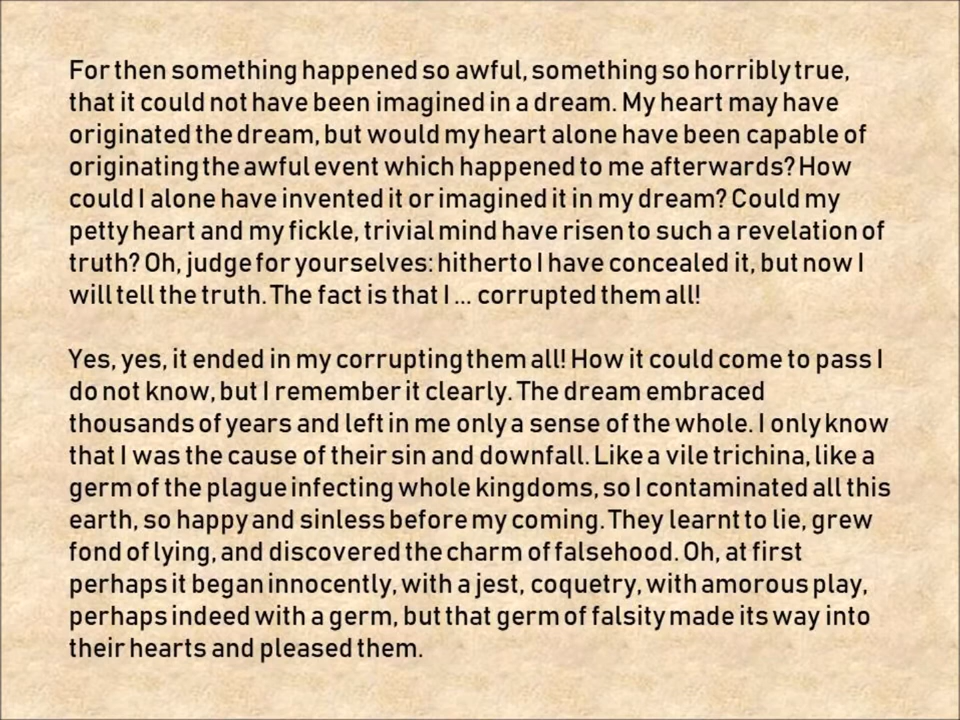 For then something happened so awful, something so horribly true,
that it could not have been imagined in a dream. My heart may have
originated the dream, but would my heart alone have been capable of
originating the awful event which happened to me afterwards? How
could I alone have invented it or imagined it in my dream? Could my
petty heart and my fickle, trivial mind have risen to such a revelation of
truth? Oh, judge for yourselves: hitherto I have concealed it, but now I
will tell the truth. The fact is that I ... corrupted them all!
Yes, yes, it ended in my corrupting them all! How it could come to pass I
do not know, but I remember it clearly. The dream embraced
thousands of years and left in me only a sense of the whole. I only know
that I was the cause of their sin and downfall. Like a vile trichina, like a
germ of the plague infecting whole kingdoms, so I contaminated all this
earth, so happy and sinless before my coming. They learnt to lie, grew
fond of lying, and discovered the charm of falsehood. Oh, at first
perhaps it began innocently, with a jest, coquetry, with amorous play,
perhaps indeed with a germ, but that germ of falsity made its way into
their hearts and pleased them.